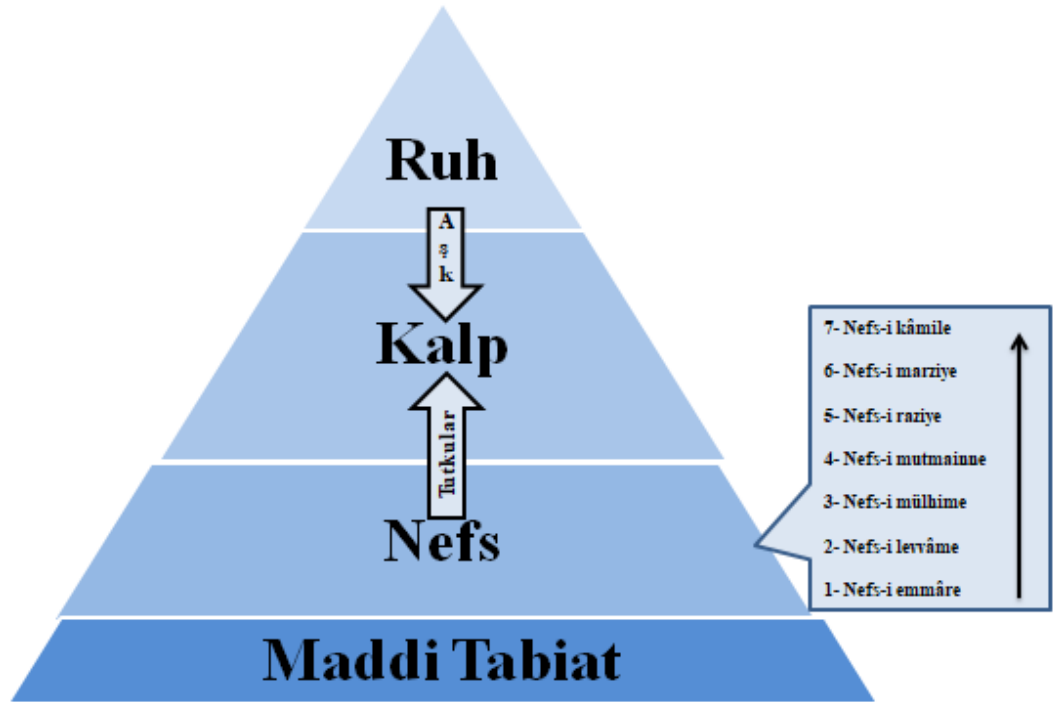 Ruh
Aşk
Kalp
Tutkular
Nefs
Maddi Tabiat
7- Nefs-i kâmile
6- Nefs-i marziye
5- Nefs-i raziye
4- Nefs-i mutmainne
3- Nefs-i mülhime
2- Nefs-i levvâme
1- Nefs-i emmâre